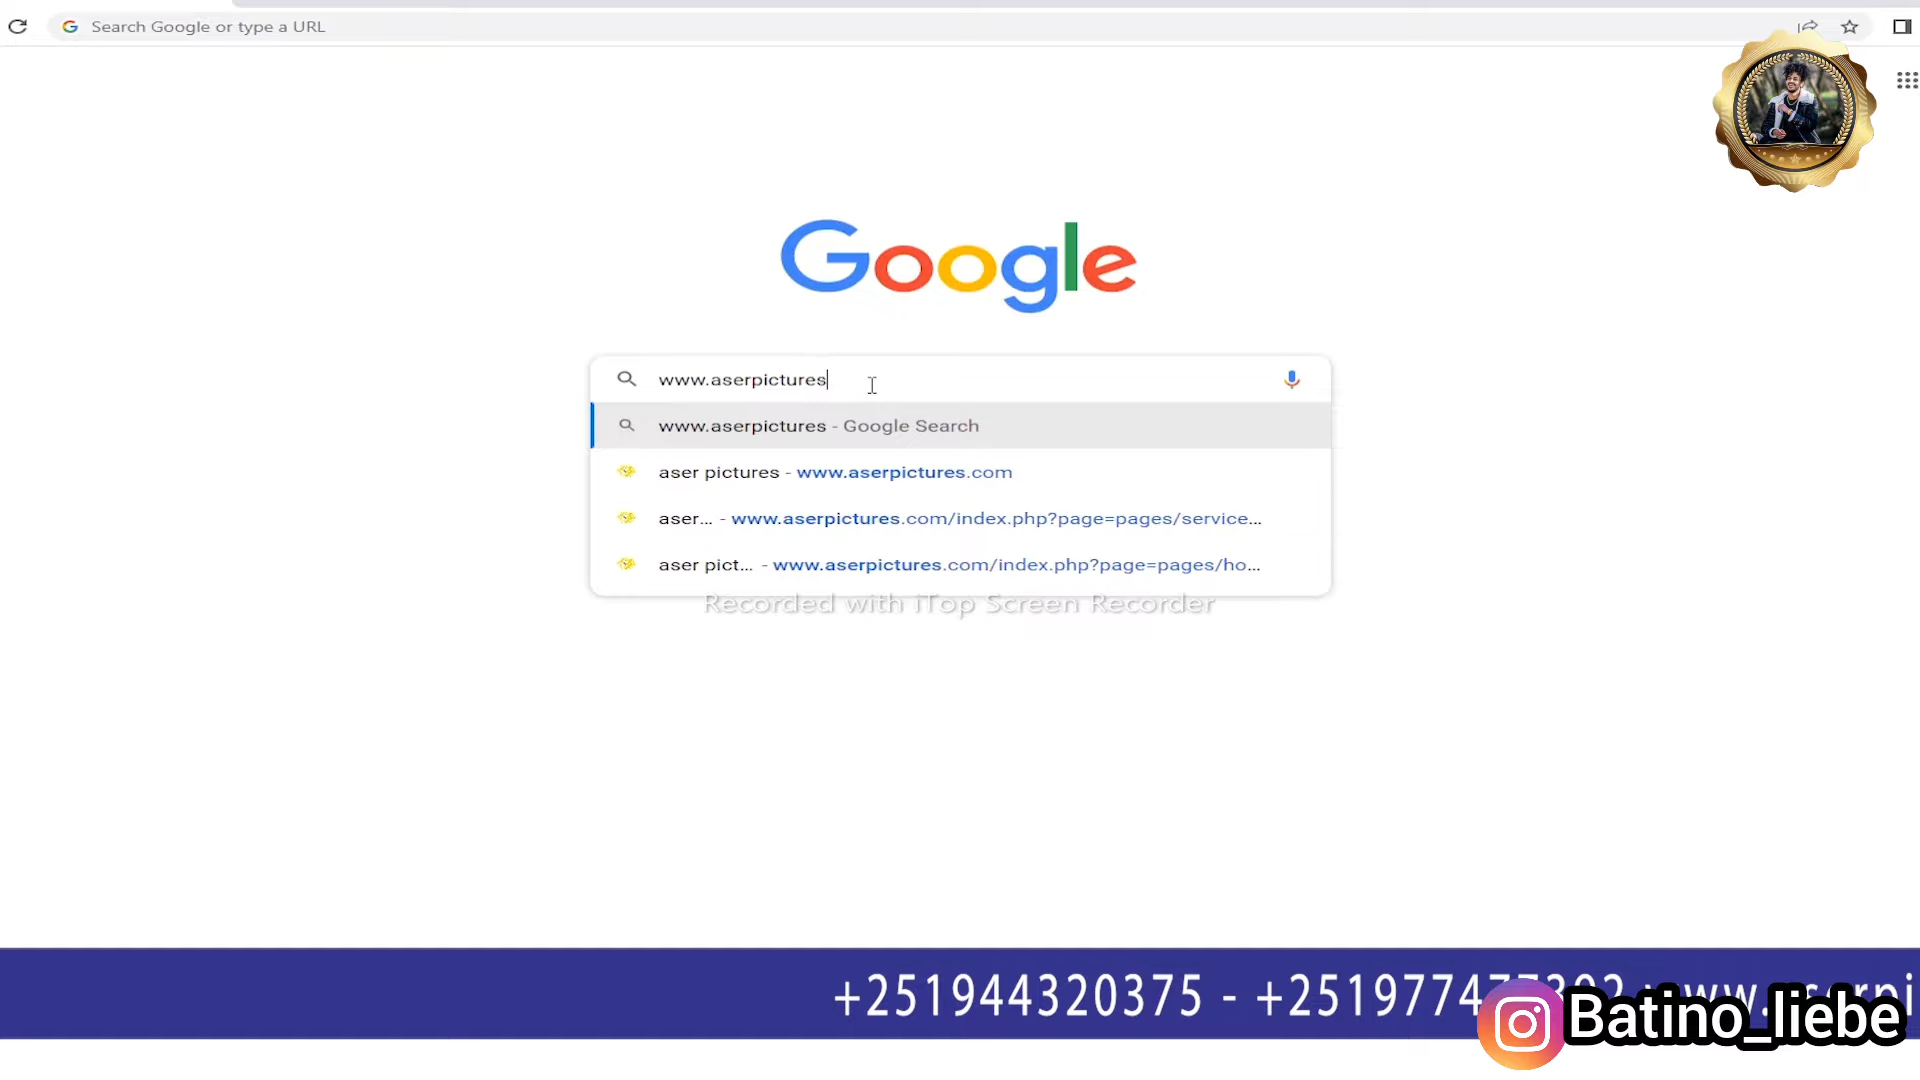 Search Google or type a URL
Google
www.aserpictures
www.aserpictures - Google Search
aser pictures - www.aserpictures.com
aser... - www.aserpictures.com/index.php?page=pages/service...
aser pict... - www.aserpictures.com/index.php?page=pages/ho...
Recorded with iTop Screen Recorder
+251944320375 -
Batino_liebe